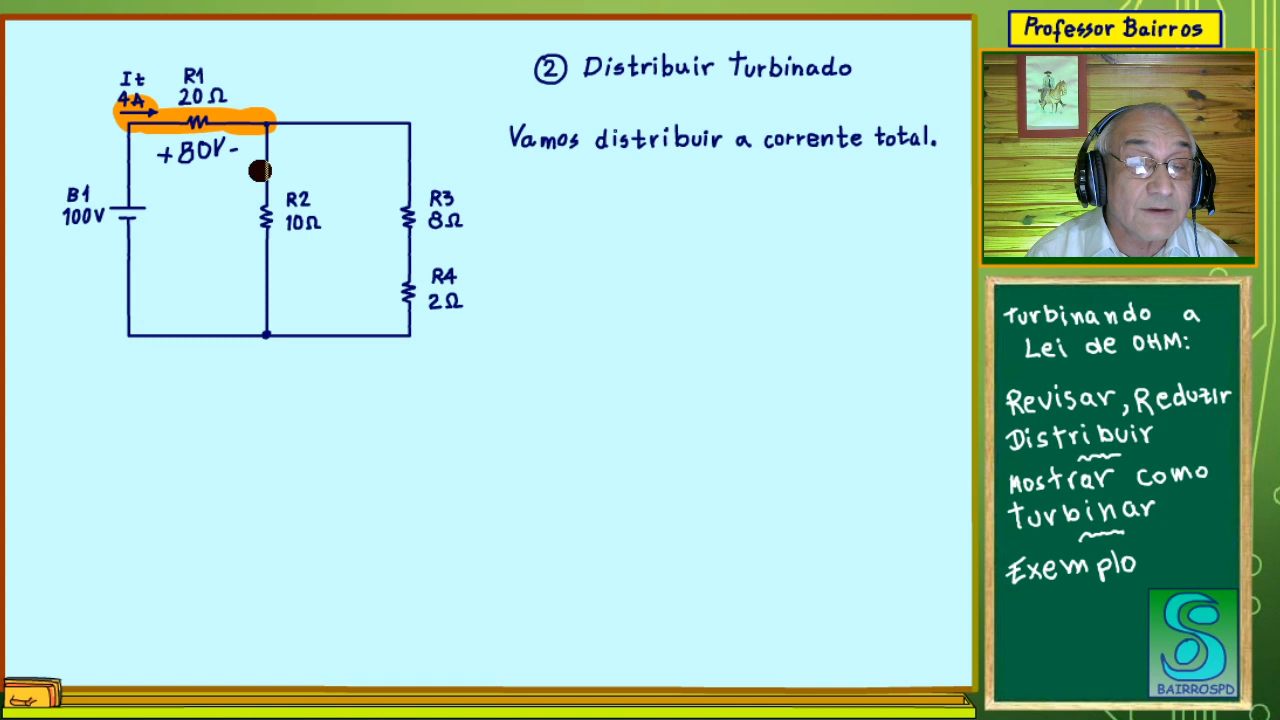 Professor Bairros
② Distribuir Turbinado
Vamos distribuir a corrente total.
It
4A
R1
20Ω
+80V-
B1
100V
R2
10Ω
R3
8Ω
R4
2Ω
Turbinando a
Lei de OHM:
Revisar, Reduzir
Distribuir
Mostrar como
Turbinar
Exemplo
BAIRROSPD